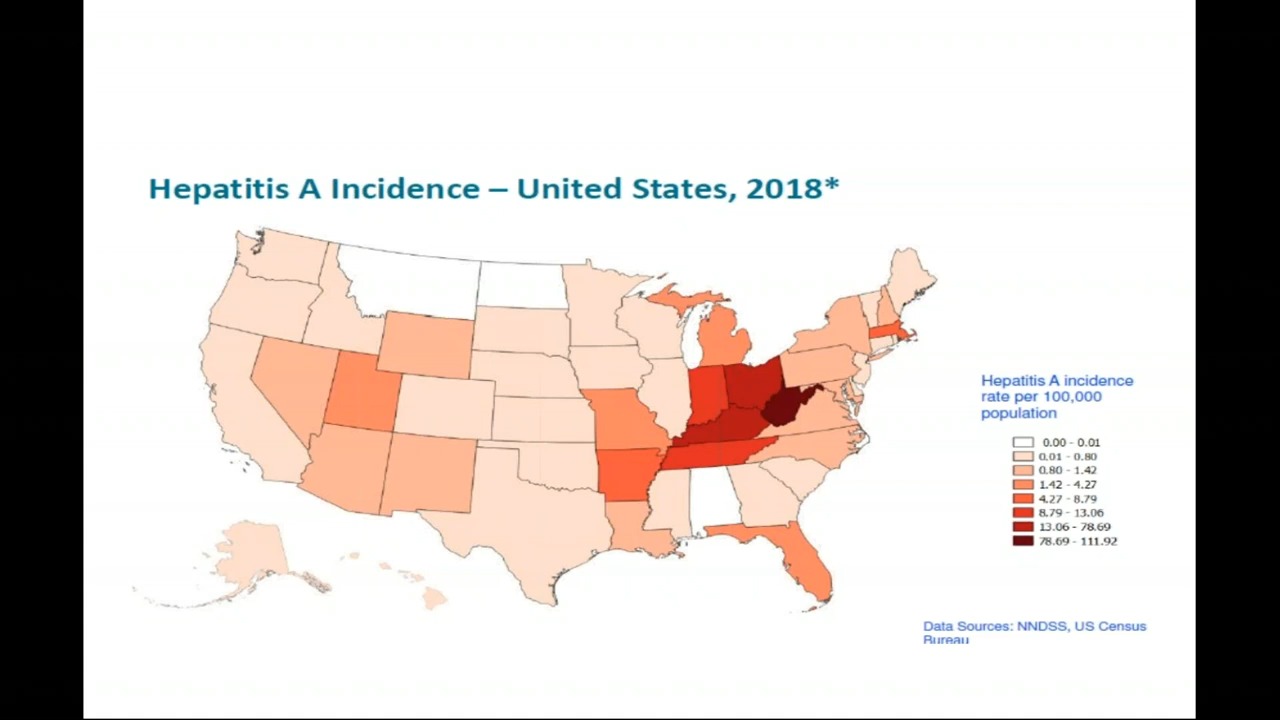 Hepatitis A Incidence – United States, 2018*
Hepatitis A incidence
rate per 100,000
population
0.00 - 0.01
0.01 - 0.80
0.80 - 1.42
1.42 - 4.27
4.27 - 8.79
8.79 - 13.06
13.06 - 78.69
78.69 - 111.92
Data Sources: NNDSS, US Census
Bureau